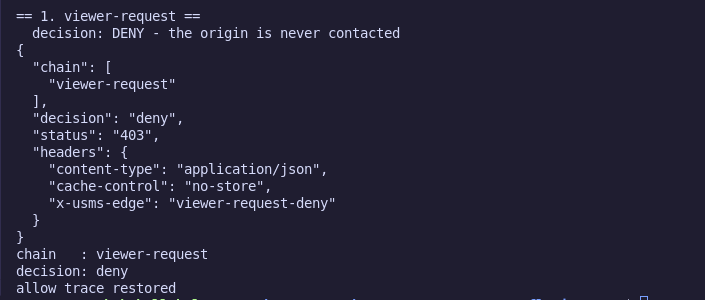 == 1. viewer-request ==
  decision: DENY - the origin is never contacted
{
  "chain": [
    "viewer-request"
  ],
  "decision": "deny",
  "status": "403",
  "headers": {
    "content-type": "application/json",
    "cache-control": "no-store",
    "x-usms-edge": "viewer-request-deny"
  }
}
chain   : viewer-request
decision: deny
allow trace restored